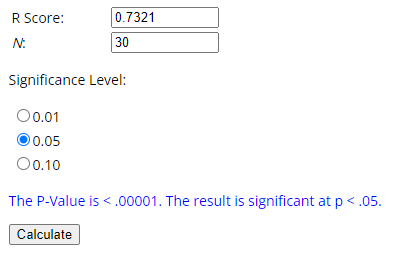 R Score: 0.7321
N: 30
Significance Level:
0.01
0.05
0.10
The P-Value is < .00001. The result is significant at p < .05.
Calculate